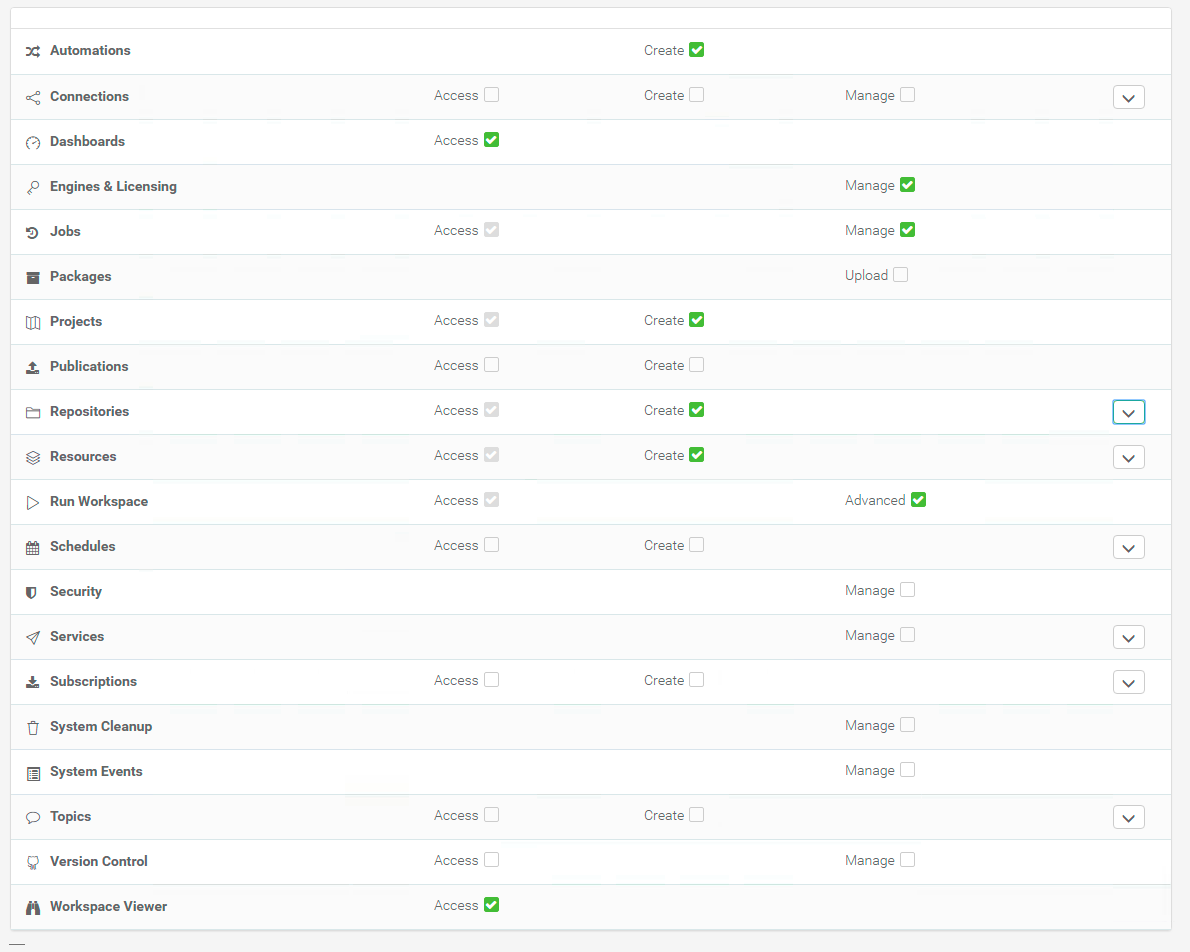 Automations Create
Connections Access Create Manage
Dashboards Access
Engines & Licensing Manage
Jobs Access Manage
Packages Upload
Projects Access Create
Publications Access Create
Repositories Access Create
Resources Access Create
Run Workspace Access Advanced
Schedules Access Create
Security Manage
Services Manage
Subscriptions Access Create
System Cleanup Manage
System Events Manage
Topics Access Create
Version Control Access Manage
Workspace Viewer Access